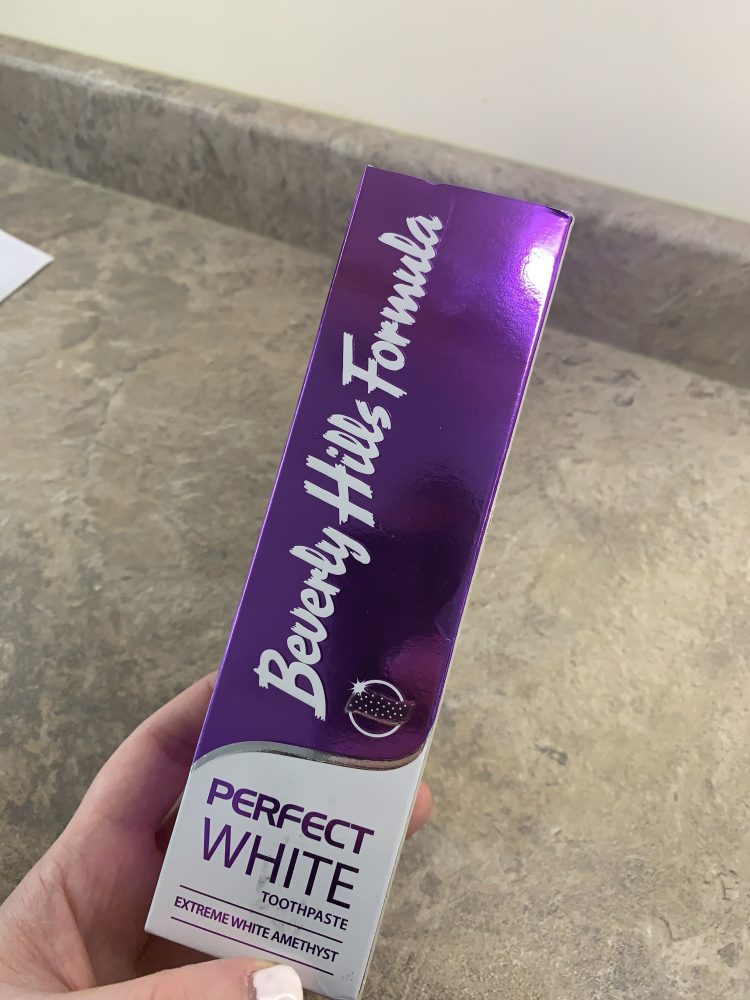 Beverly Hills Formula
PERFECT
WHITE
TOOTHPASTE
EXTREME WHITE AMETHYST